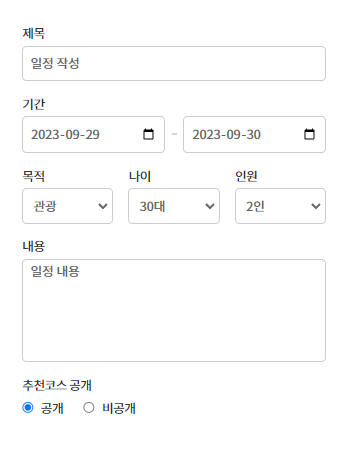 제목
일정 작성
기간
2023-09-29 - 2023-09-30
목적 나이 인원
관광 30대 2인
내용
일정 내용
추천코스 공개
공개 비공개